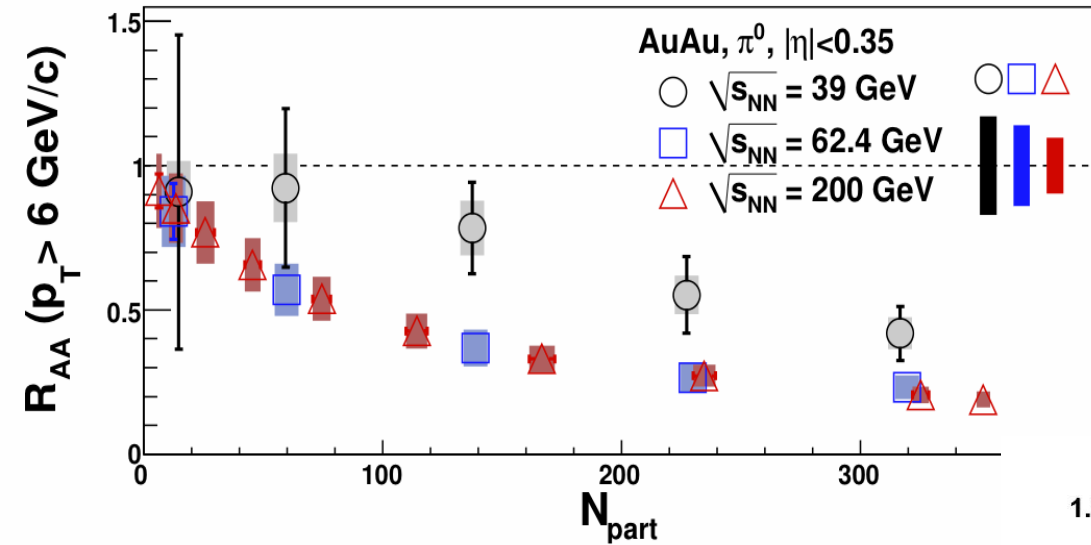 1.5
1
0.5
0
R_AA (p_T > 6 GeV/c)
AuAu, π⁰, |η|<0.35
√s_NN = 39 GeV
√s_NN = 62.4 GeV
√s_NN = 200 GeV
0 100 200 300
N_part
1.